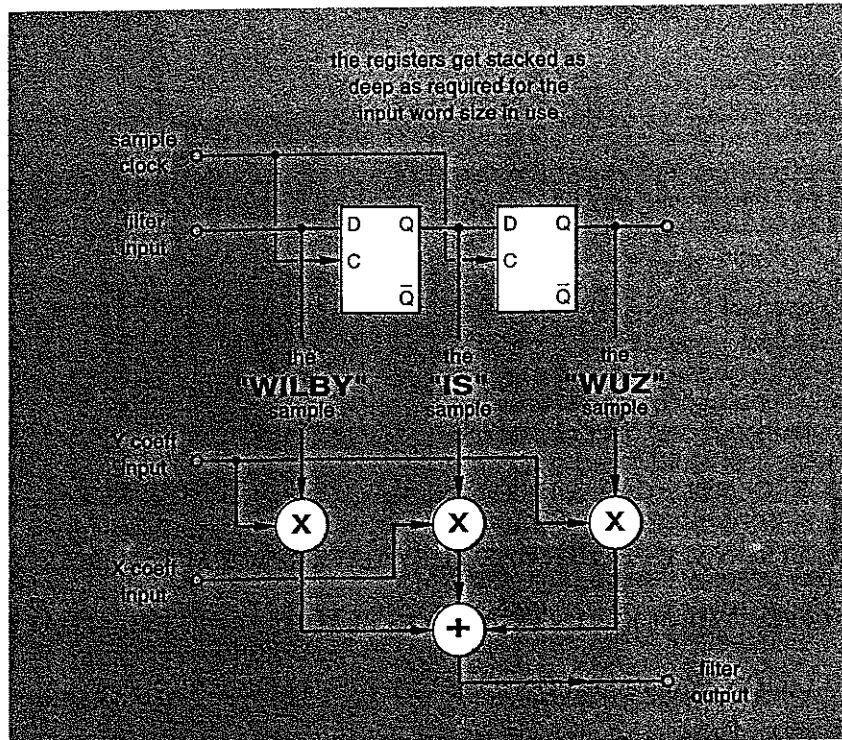 the registers get stacked as
deep as required for the
input word size in use
sample
clock
filter
input
D Q
C
Q̅
D Q
C
Q̅
the
"WILBY"
sample
the
"IS"
sample
the
"WUZ"
sample
Y-coeff
input
X
X
X
X-coeff
input
+
filter
output